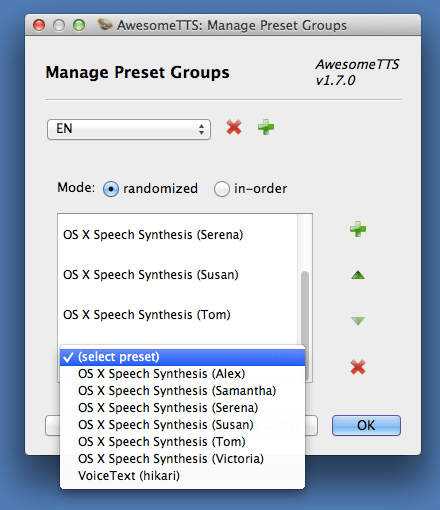 AwesomeTTS: Manage Preset Groups
Manage Preset Groups
AwesomeTTS
v1.7.0
EN
Mode: randomized in-order
OS X Speech Synthesis (Serena)
OS X Speech Synthesis (Susan)
OS X Speech Synthesis (Tom)
✓ (select preset)
OS X Speech Synthesis (Alex)
OS X Speech Synthesis (Samantha)
OS X Speech Synthesis (Serena)
OS X Speech Synthesis (Susan)
OS X Speech Synthesis (Tom)
OS X Speech Synthesis (Victoria)
VoiceText (hikari)
OK